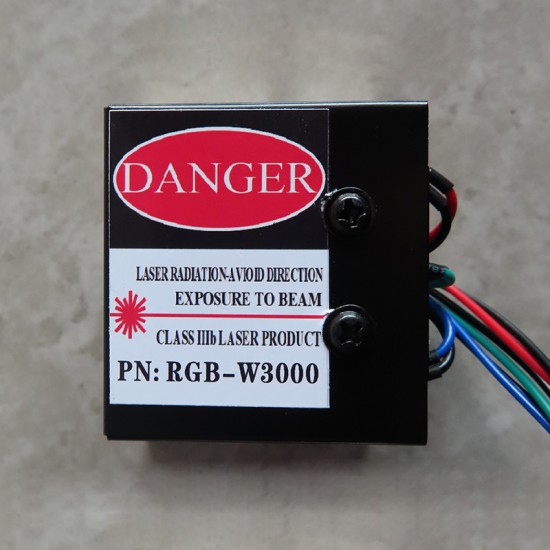 DANGER
LASER RADIATION-AVIOID DIRECTION
EXPOSURE TO BEAM
CLASS IIIb LASER PRODUCT
PN: RGB-W3000